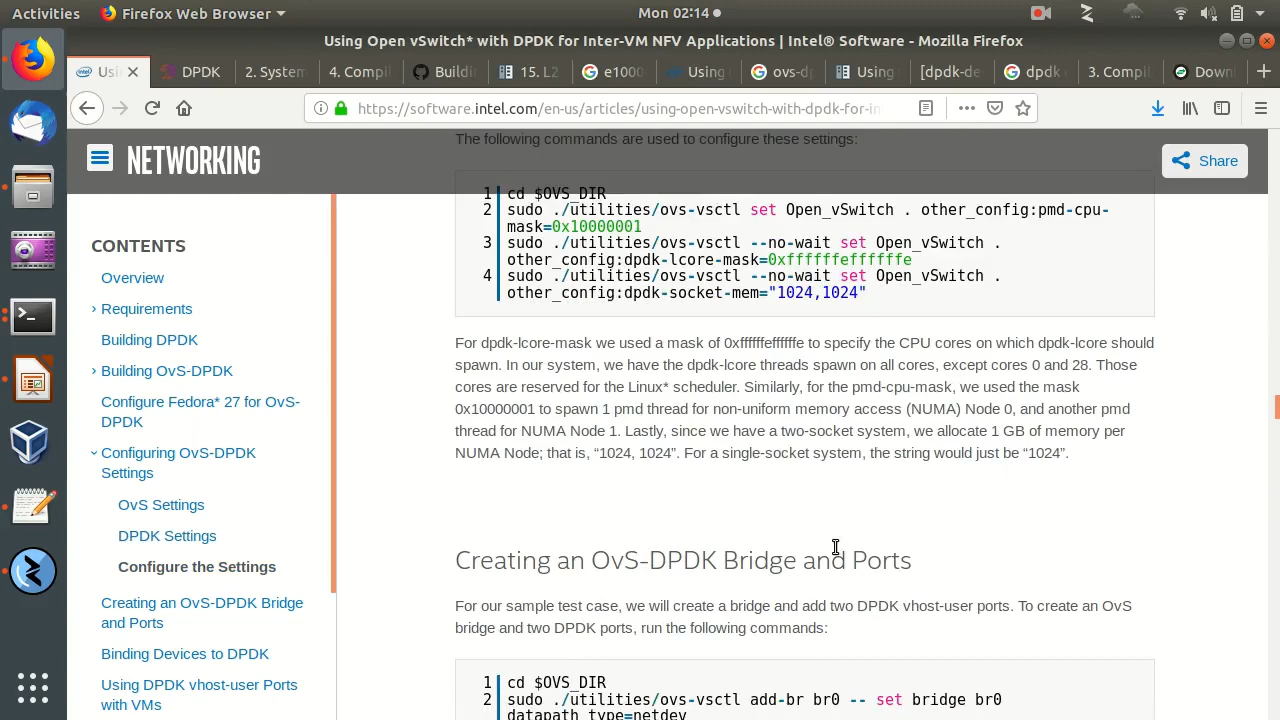 Activities
Firefox Web Browser
Mon 02:14
Using Open vSwitch* with DPDK for Inter-VM NFV Applications | Intel® Software - Mozilla Firefox
Usi
DPDK
2. System
4. Compil
Buildi
15. L2
e1000
Using
ovs-dp
Using
[dpdk-de
dpdk
3. Compi
Down
https://software.intel.com/en-us/articles/using-open-vswitch-with-dpdk-for-in
NETWORKING
Share
The following commands are used to configure these settings:
1 cd $OVS_DIR
2 sudo ./utilities/ovs-vsctl set Open_vSwitch . other_config:pmd-cpu-
mask=0x10000001
3 sudo ./utilities/ovs-vsctl --no-wait set Open_vSwitch .
other_config:dpdk-lcore-mask=0xffffffeffffffe
4 sudo ./utilities/ovs-vsctl --no-wait set Open_vSwitch .
other_config:dpdk-socket-mem="1024,1024"
For dpdk-lcore-mask we used a mask of 0xffffffeffffffe to specify the CPU cores on which dpdk-lcore should
spawn. In our system, we have the dpdk-lcore threads spawn on all cores, except cores 0 and 28. Those
cores are reserved for the Linux* scheduler. Similarly, for the pmd-cpu-mask, we used the mask
0x10000001 to spawn 1 pmd thread for non-uniform memory access (NUMA) Node 0, and another pmd
thread for NUMA Node 1. Lastly, since we have a two-socket system, we allocate 1 GB of memory per
NUMA Node; that is, “1024, 1024”. For a single-socket system, the string would just be “1024”.
Creating an OvS-DPDK Bridge and Ports
For our sample test case, we will create a bridge and add two DPDK vhost-user ports. To create an OvS
bridge and two DPDK ports, run the following commands:
1 cd $OVS_DIR
2 sudo ./utilities/ovs-vsctl add-br br0 -- set bridge br0
datapath_type=netdev
CONTENTS
Overview
Requirements
Building DPDK
Building OvS-DPDK
Configure Fedora* 27 for OvS-
DPDK
Configuring OvS-DPDK
Settings
OvS Settings
DPDK Settings
Configure the Settings
Creating an OvS-DPDK Bridge
and Ports
Binding Devices to DPDK
Using DPDK vhost-user Ports
with VMs